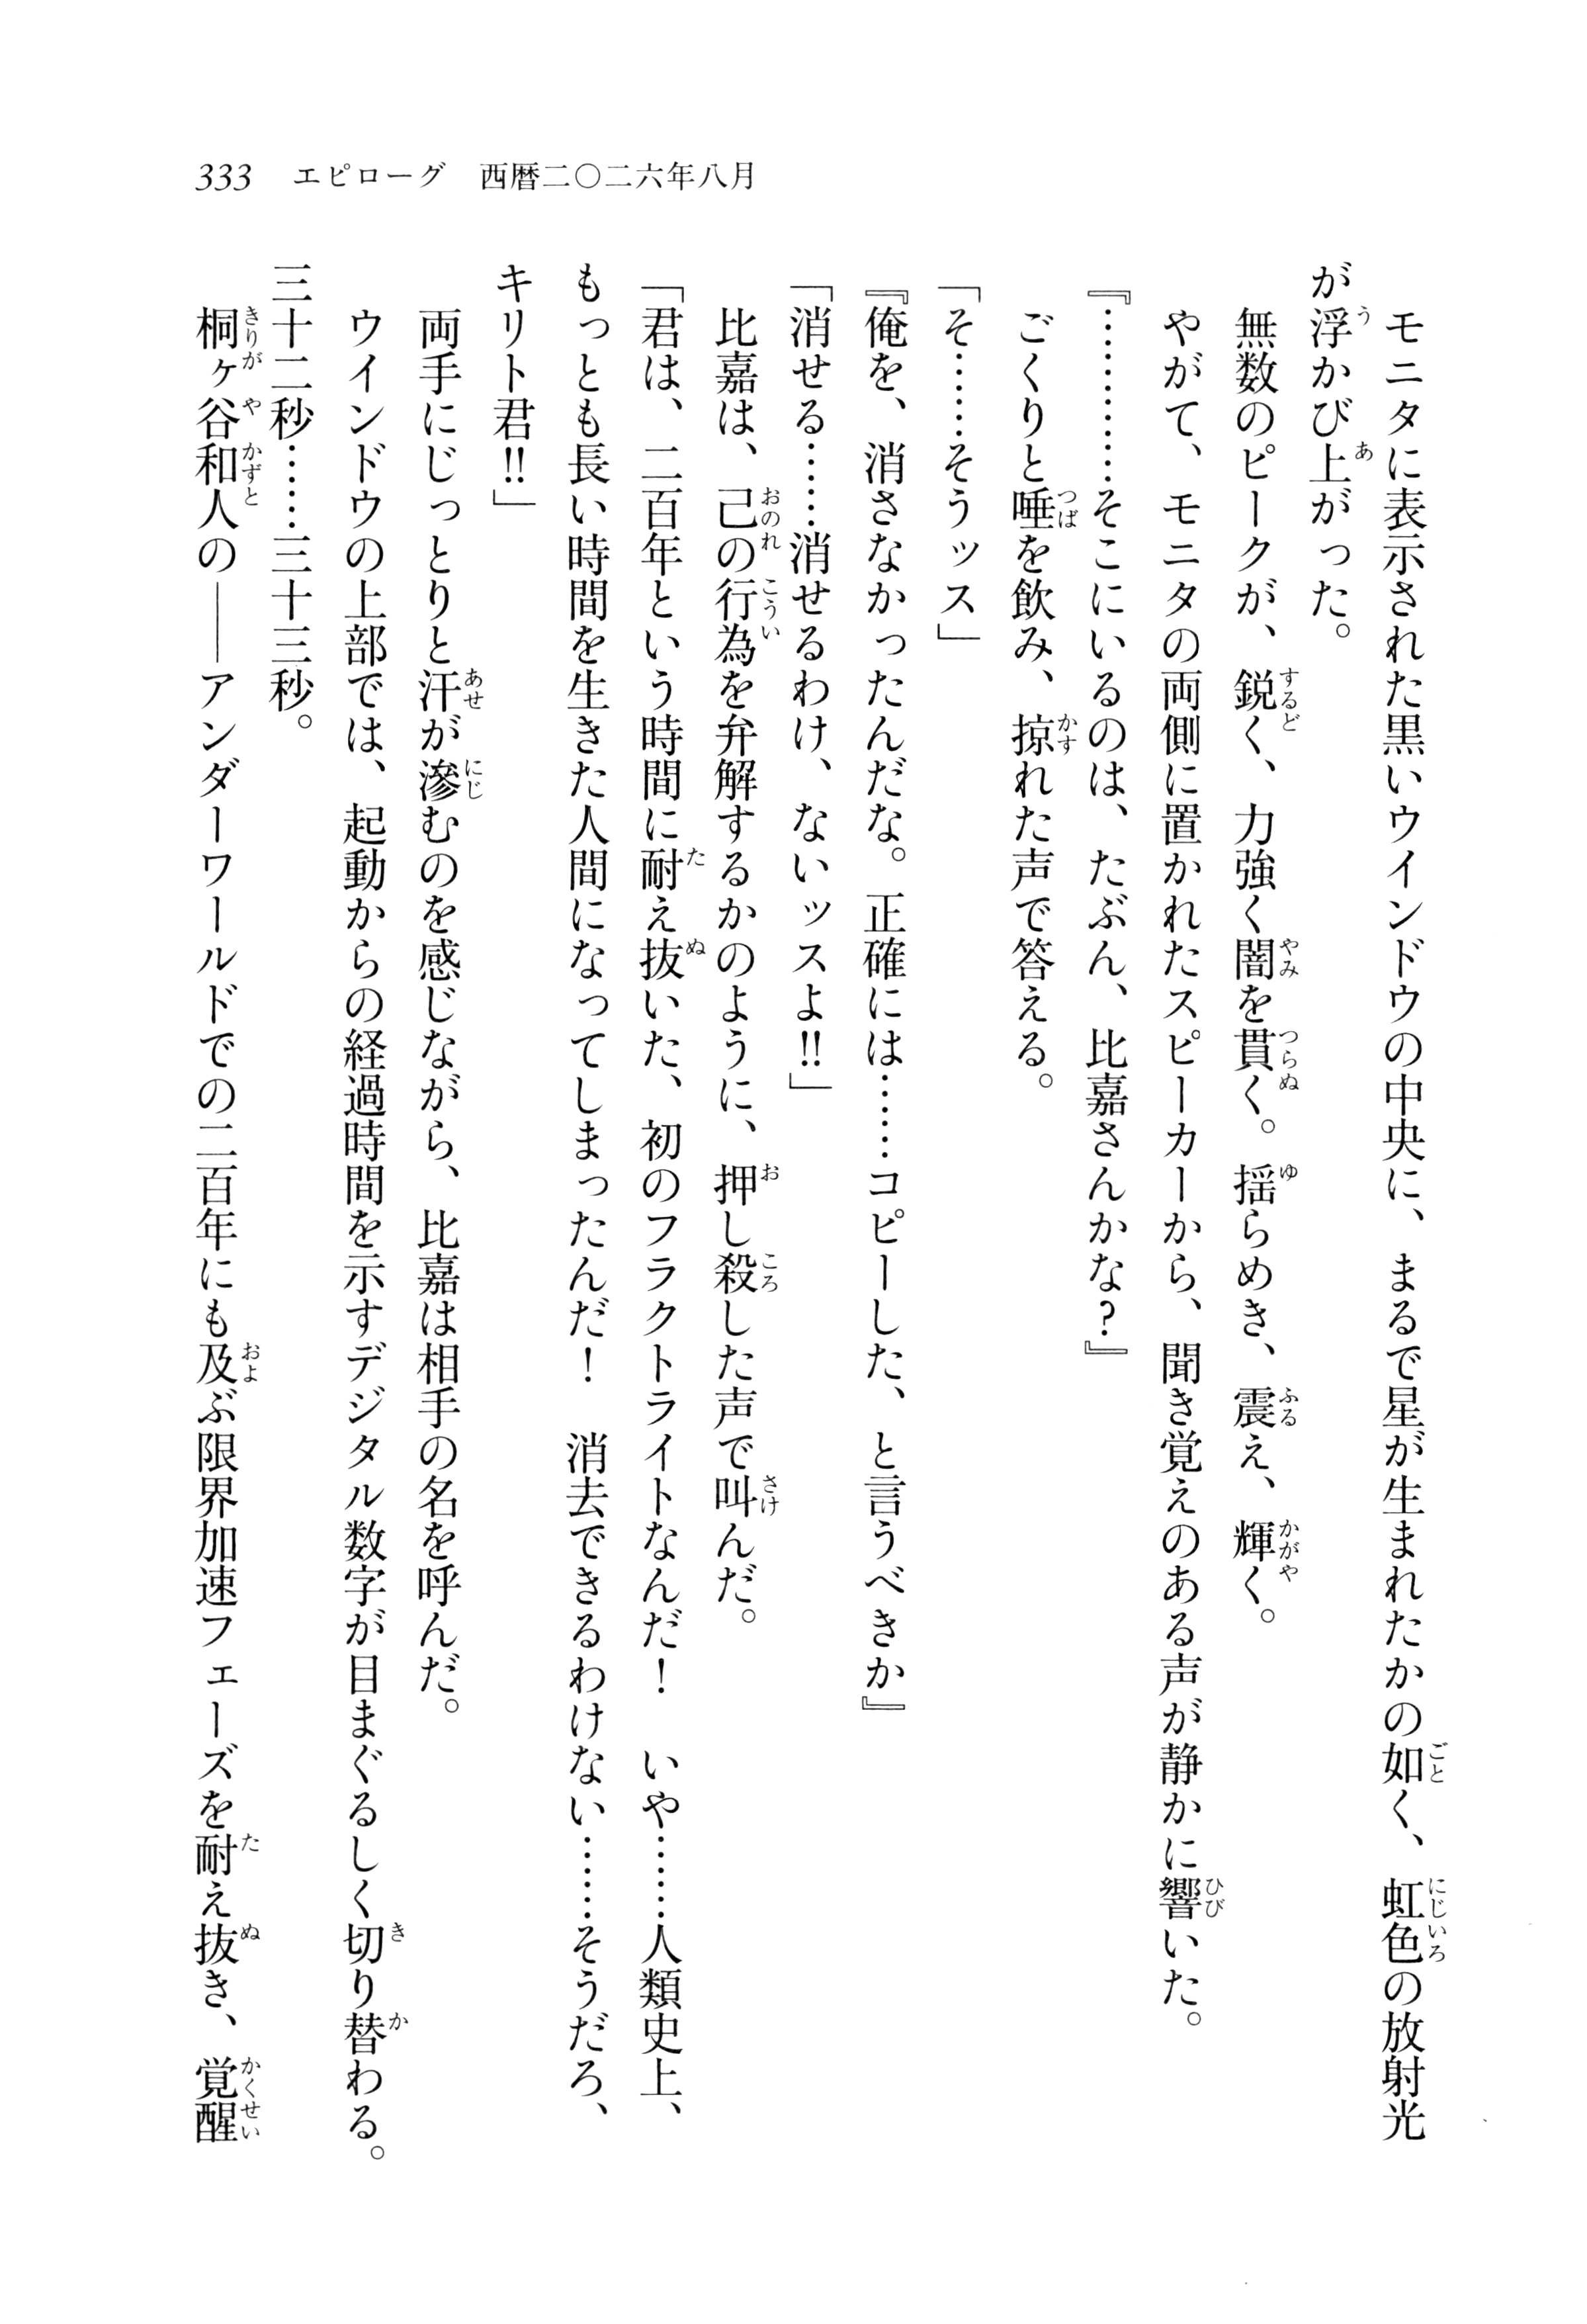 333 エピローグ 西暦二〇二六年八月
モニタに表示された黒いウインドウの中央に、まるで星が生まれたかの如く、虹色の放射光
が浮かび上がった。
無数のピークが、鋭く、力強く闇を貫く。揺らめき、震え、輝く。
やがて、モニタの両側に置かれたスピーカーから、聞き覚えのある声が静かに響いた。
『…………そこにいるのは、たぶん、比嘉さんかな?』
ごくりと唾を飲み、掠れた声で答える。
「そ……そうッス」
『俺を、消さなかったんだな。正確には……コピーした、と言うべきか』
「消せる……消せるわけ、ないッスよ!!」
比嘉は、己の行為を弁解するかのように、押し殺した声で叫んだ。
「君は、二百年という時間に耐え抜いた、初のフラクトライトなんだ! いや………人類史上、
もっとも長い時間を生きた人間になってしまったんだ! 消去できるわけない………そうだろ、
キリト君!!」
両手にじっとりと汗が滲むのを感じながら、比嘉は相手の名を呼んだ。
ウインドウの上部では、起動からの経過時間を示すデジタル数字が目まぐるしく切り替わる。
三十二秒……三十三秒。
桐ヶ谷和人の――アンダーワールドでの二百年にも及ぶ限界加速フェーズを耐え抜き、覚醒